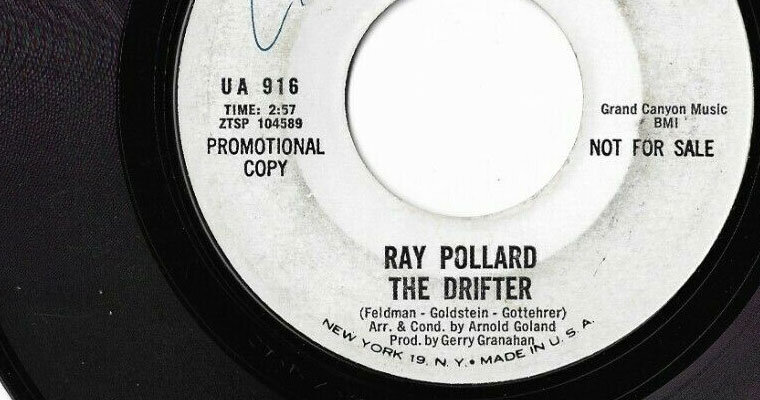 UA 916
TIME: 2:57
ZTSP 104589
PROMOTIONAL
COPY
Grand Canyon Music
BMI
NOT FOR SALE
RAY POLLARD
THE DRIFTER
(Feldman - Goldstein - Gottehrer)
Arr. & Cond. by Arnold Goland
Prod. by Gerry Granahan
NEW YORK 19, N.Y. • MADE IN U.S.A.